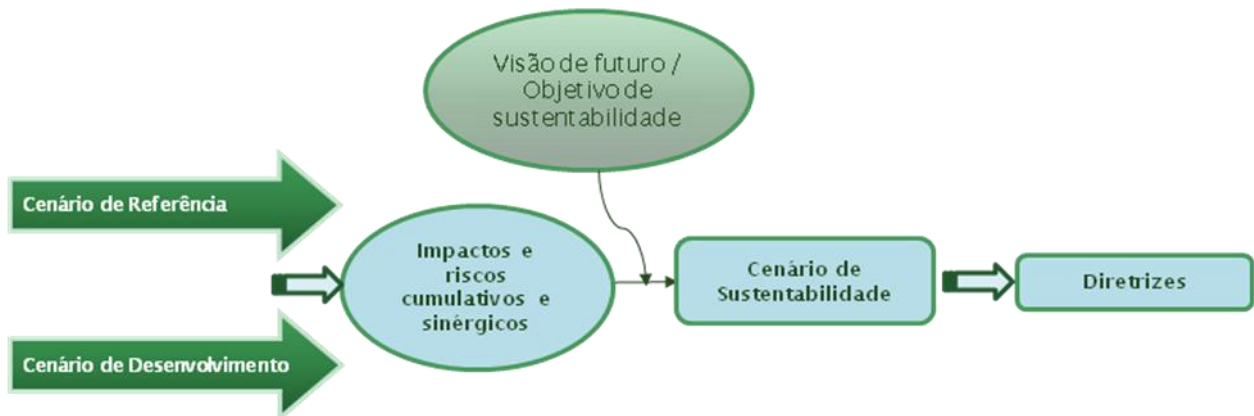 Visão de futuro /
Objetivo de
sustentabilidade
Cenário de Referência
Impactos e
riscos
cumulativos e
sinérgicos
Cenário de
Sustentabilidade
Diretrizes
Cenário de Desenvolvimento